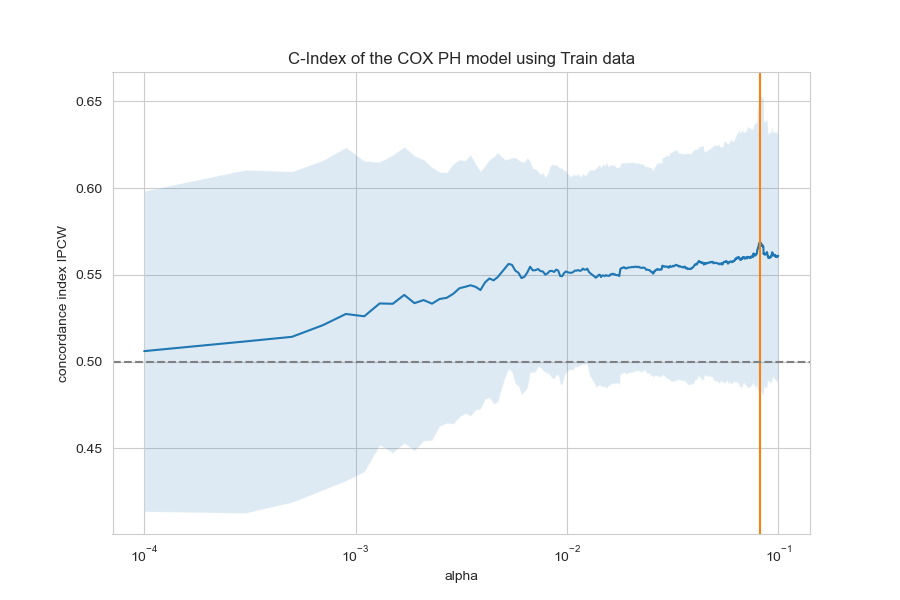 C-Index of the COX PH model using Train data
concordance index IPCW
0.65
0.60
0.55
0.50
0.45
10⁻⁴ 10⁻³ 10⁻² 10⁻¹
alpha